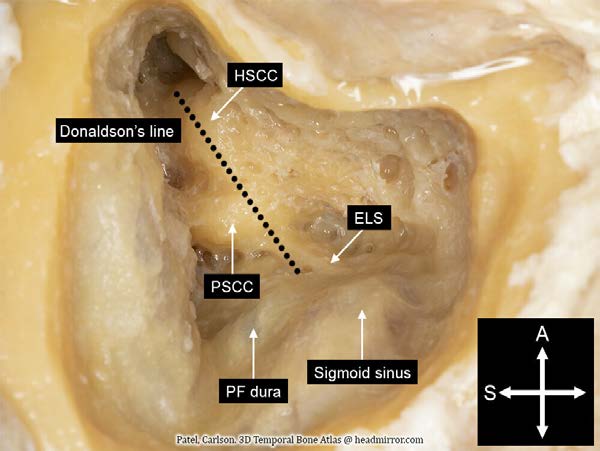 HSCC
Donaldson's line
ELS
PSCC
Sigmoid sinus
PF dura
A
S
Patel, Carlson. 3D Temporal Bone Atlas @ headmirror.com